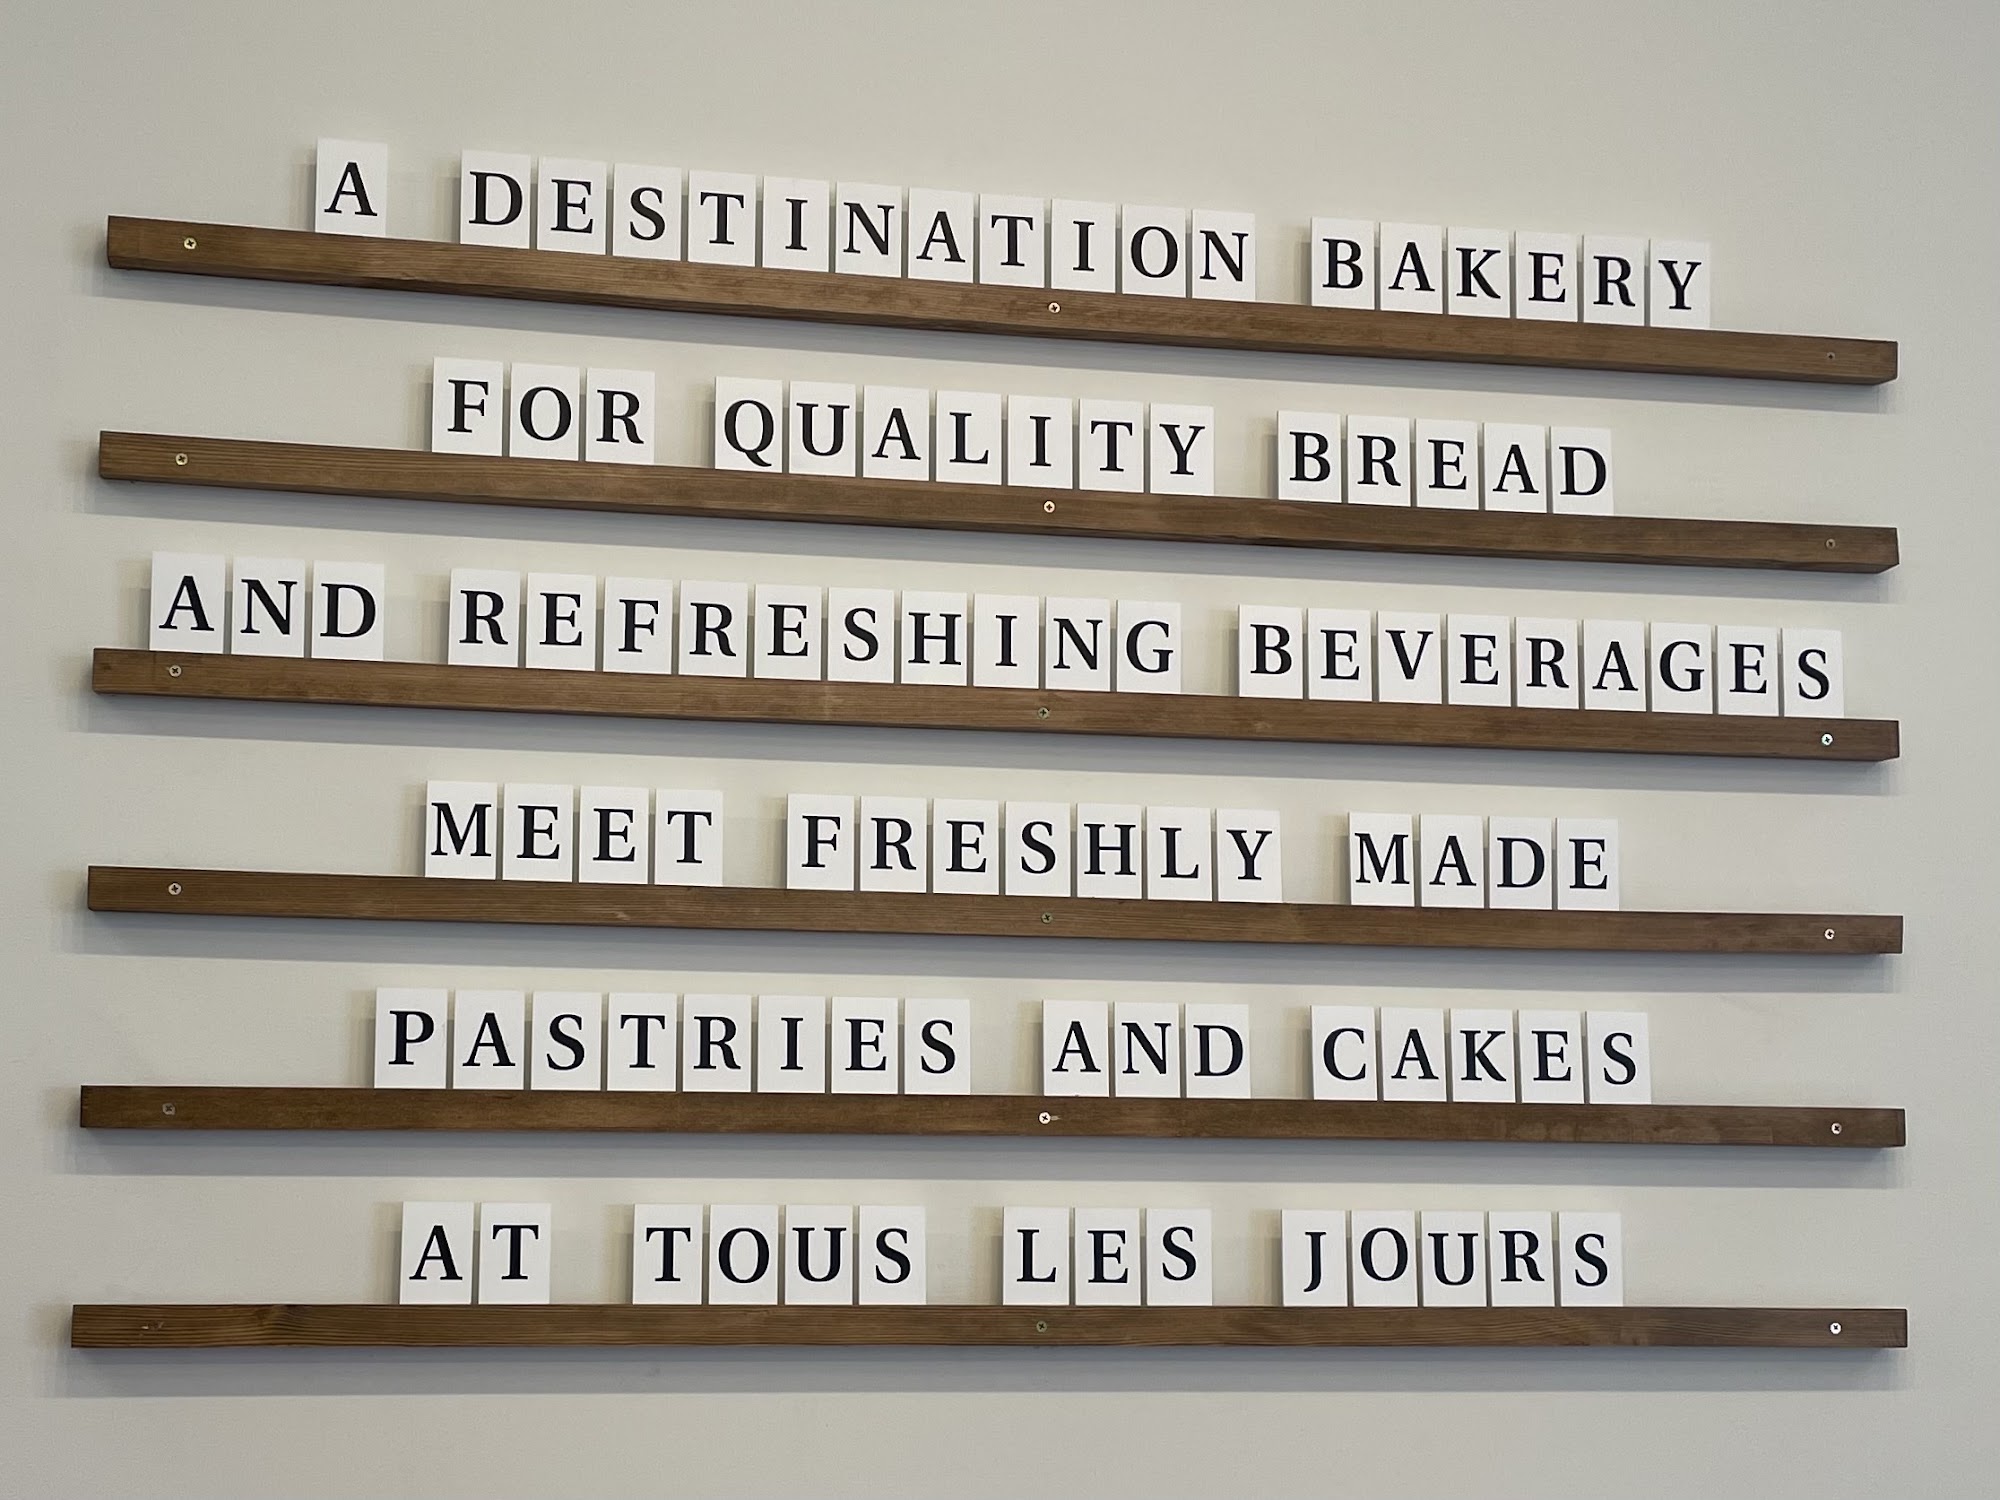 A DESTINATION BAKERY
FOR QUALITY BREAD
AND REFRESHING BEVERAGES
MEET FRESHLY MADE
PASTRIES AND CAKES
AT TOUS LES JOURS